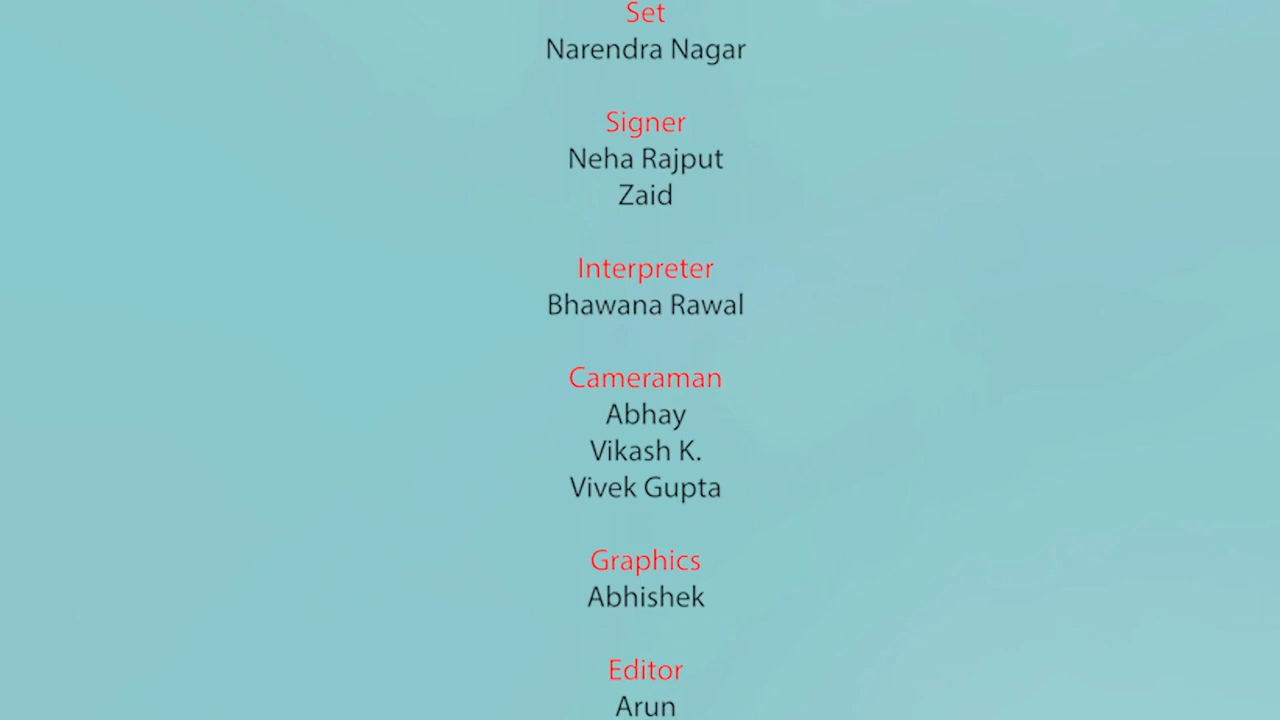 Set
Narendra Nagar
Signer
Neha Rajput
Zaid
Interpreter
Bhawana Rawal
Cameraman
Abhay
Vikash K.
Vivek Gupta
Graphics
Abhishek
Editor
Arun